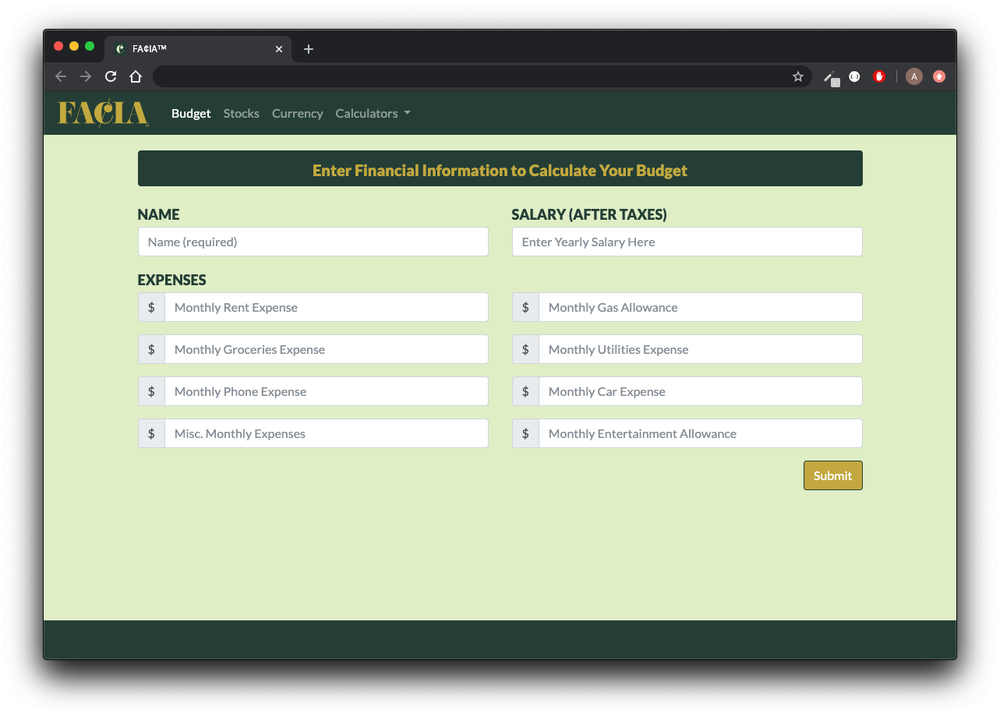 FA¢IA™
A
FA¢IA™
Budget Stocks Currency Calculators
Enter Financial Information to Calculate Your Budget
NAME SALARY (AFTER TAXES)
Name (required) Enter Yearly Salary Here
EXPENSES
$ Monthly Rent Expense $ Monthly Gas Allowance
$ Monthly Groceries Expense $ Monthly Utilities Expense
$ Monthly Phone Expense $ Monthly Car Expense
$ Misc. Monthly Expenses $ Monthly Entertainment Allowance
Submit